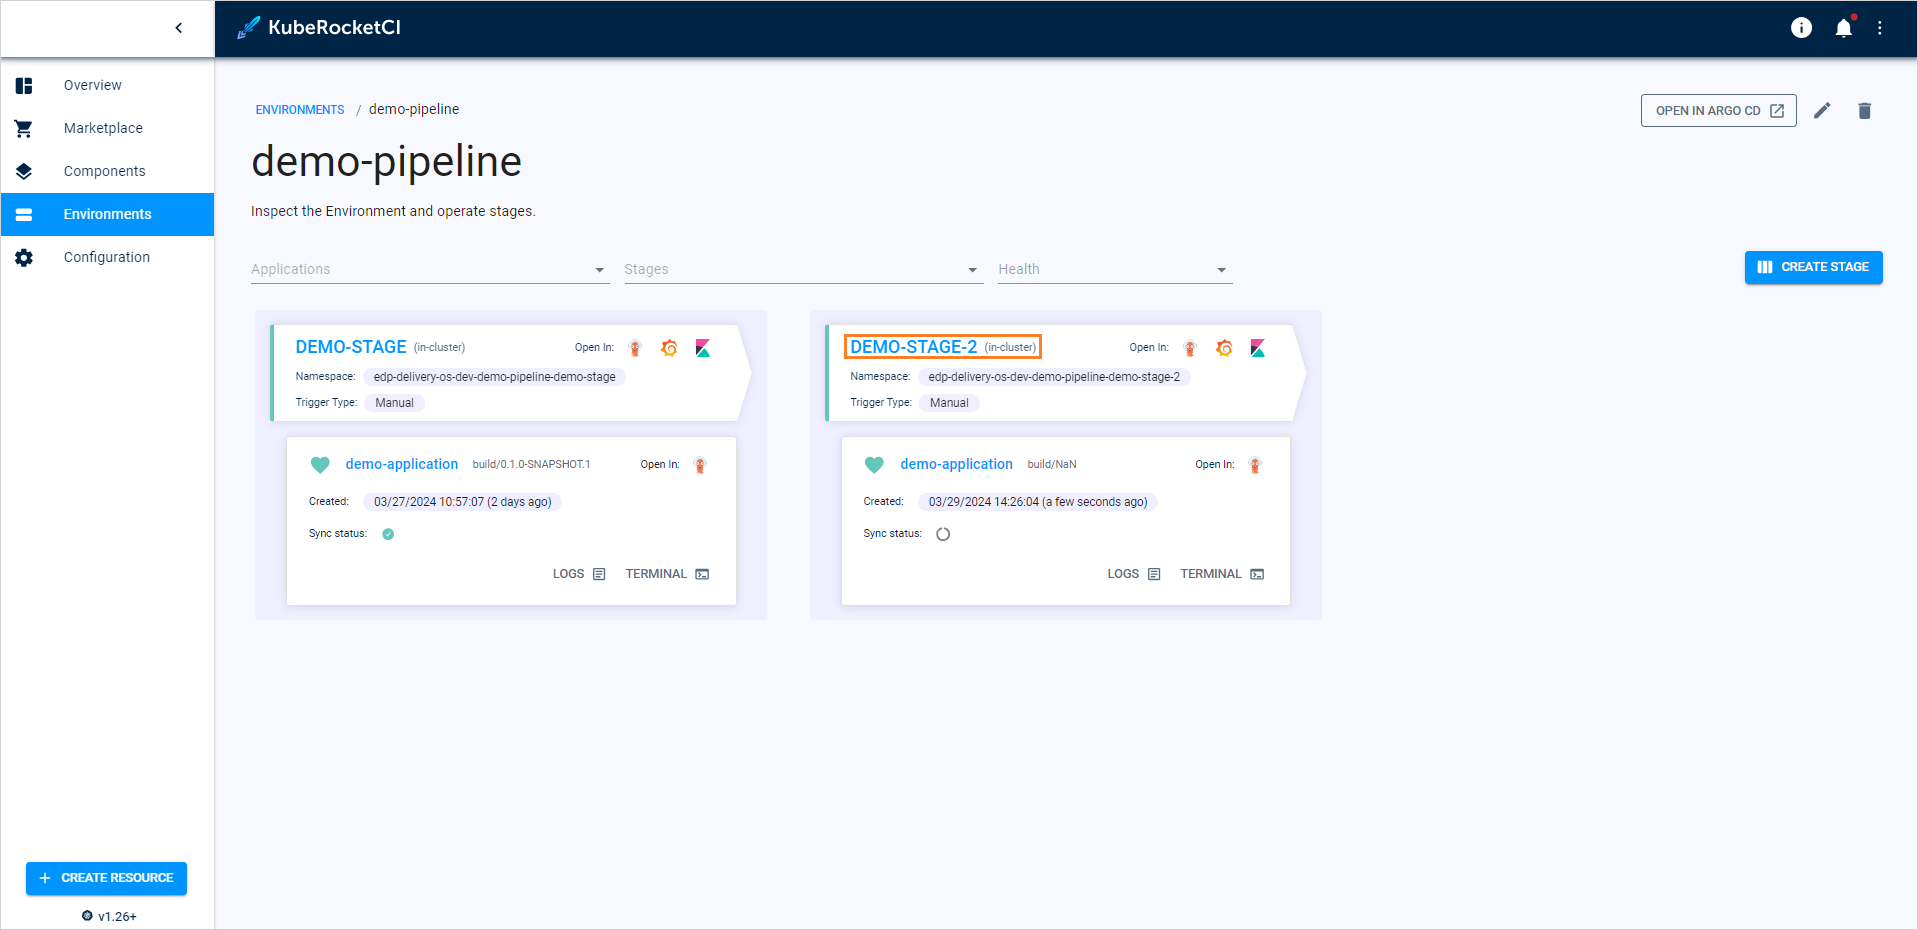 KubeRocketCI
Overview
Marketplace
Components
Environments
Configuration
CREATE RESOURCE
v1.26+
ENVIRONMENTS / demo-pipeline
OPEN IN ARGO CD
demo-pipeline
Inspect the Environment and operate stages.
Applications
Stages
Health
CREATE STAGE
DEMO-STAGE (in-cluster) Open In:
Namespace: edp-delivery-os-dev-demo-pipeline-demo-stage
Trigger Type: Manual
demo-application build/0.1.0-SNAPSHOT.1 Open In:
Created: 03/27/2024 10:57:07 (2 days ago)
Sync status:
LOGS TERMINAL
DEMO-STAGE-2 (in-cluster) Open In:
Namespace: edp-delivery-os-dev-demo-pipeline-demo-stage-2
Trigger Type: Manual
demo-application build/NaN Open In:
Created: 03/29/2024 14:26:04 (a few seconds ago)
Sync status:
LOGS TERMINAL